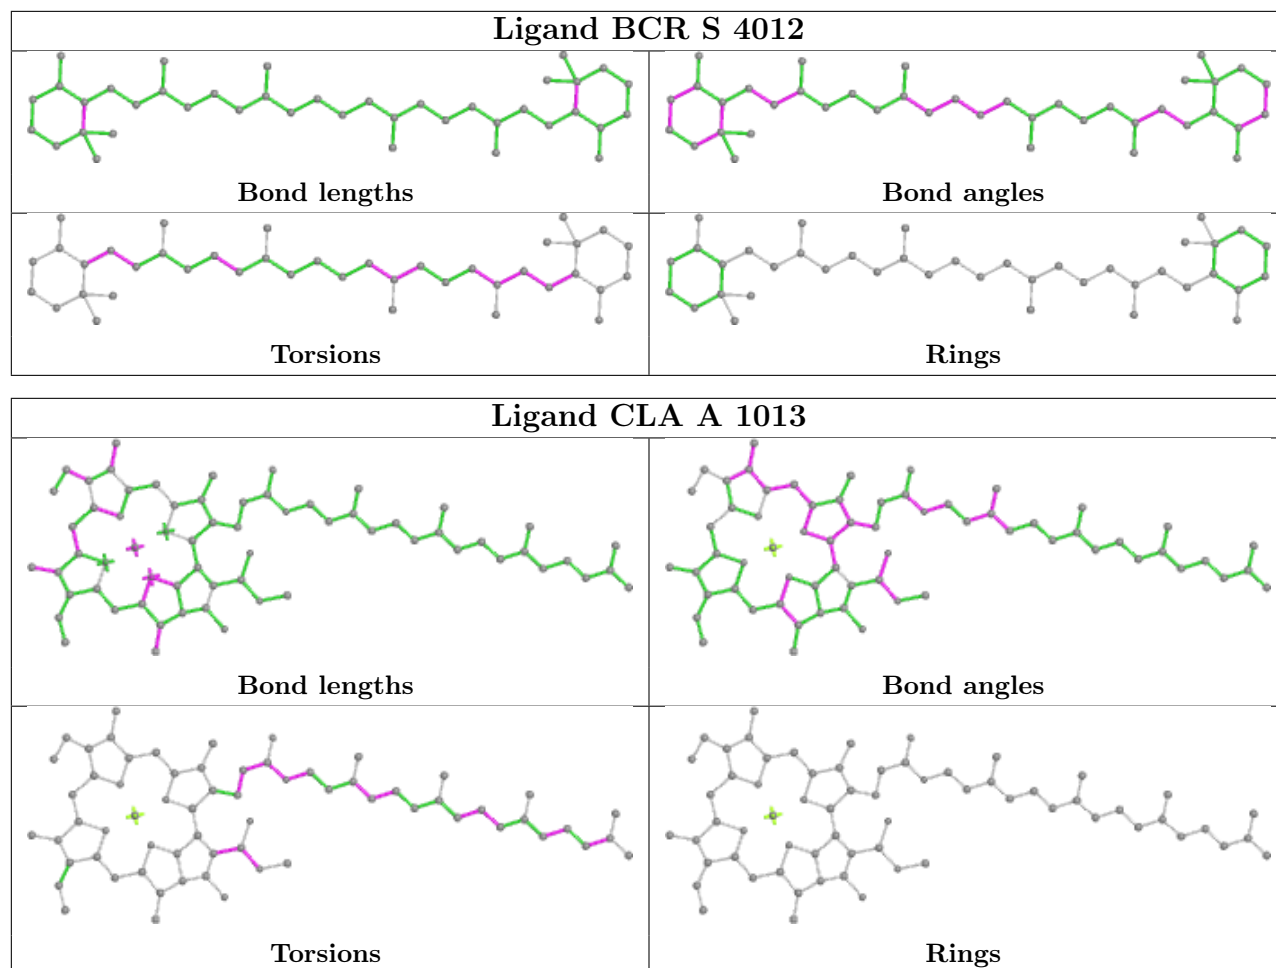 Ligand BCR S 4012
Bond lengths
Bond angles
Torsions
Rings
Ligand CLA A 1013
Bond lengths
Bond angles
Torsions
Rings